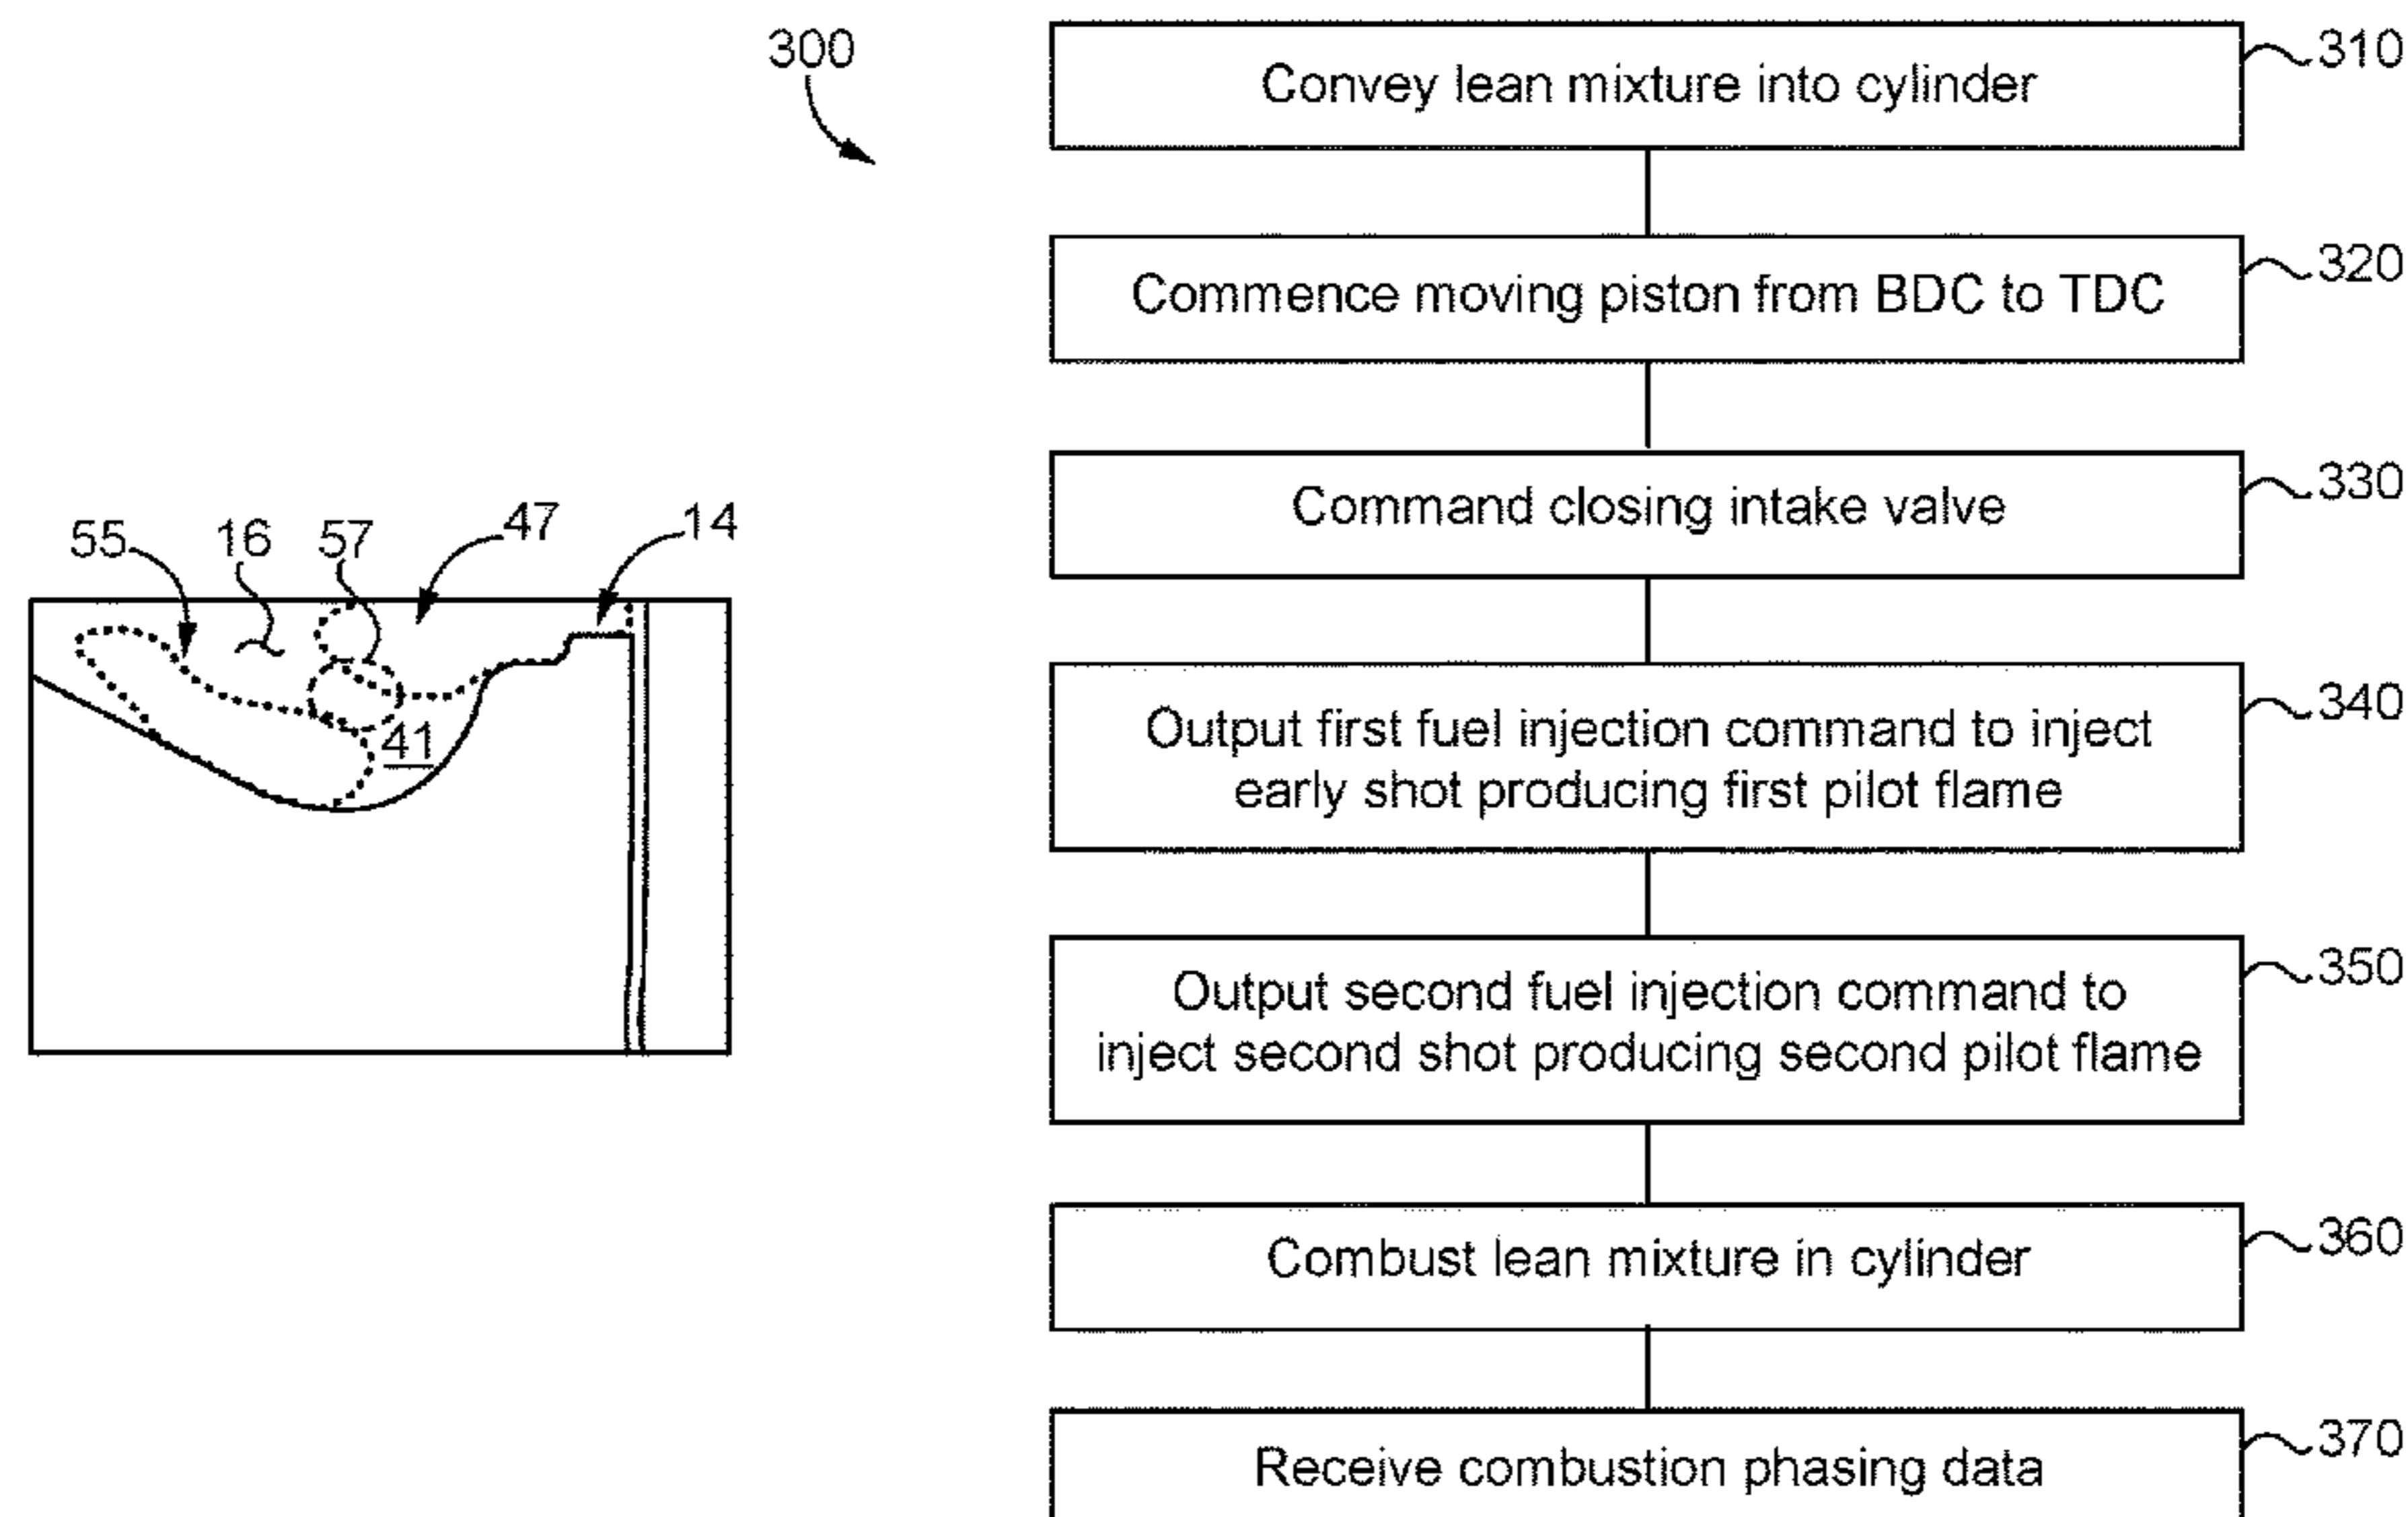 300
310
Convey lean mixture into cylinder
320
Commence moving piston from BDC to TDC
330
Command closing intake valve
55 16 57 47 14
41
340
Output first fuel injection command to inject
early shot producing first pilot flame
350
Output second fuel injection command to
inject second shot producing second pilot flame
360
Combust lean mixture in cylinder
370
Receive combustion phasing data